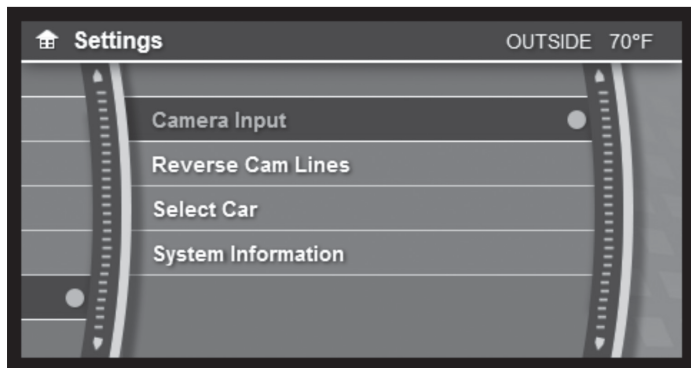 Settings OUTSIDE 70°F
Camera Input
Reverse Cam Lines
Select Car
System Information